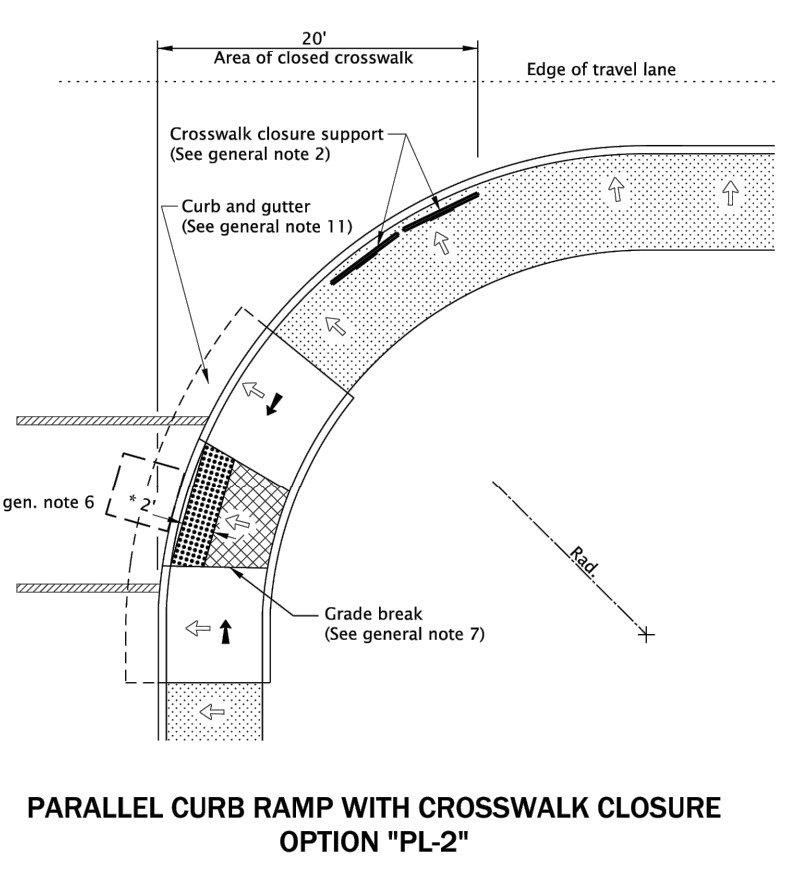 20'
Area of closed crosswalk
Edge of travel lane
Crosswalk closure support
(See general note 2)
Curb and gutter
(See general note 11)
gen. note 6
* 2'
Rad.
Grade break
(See general note 7)
PARALLEL CURB RAMP WITH CROSSWALK CLOSURE
OPTION "PL-2"